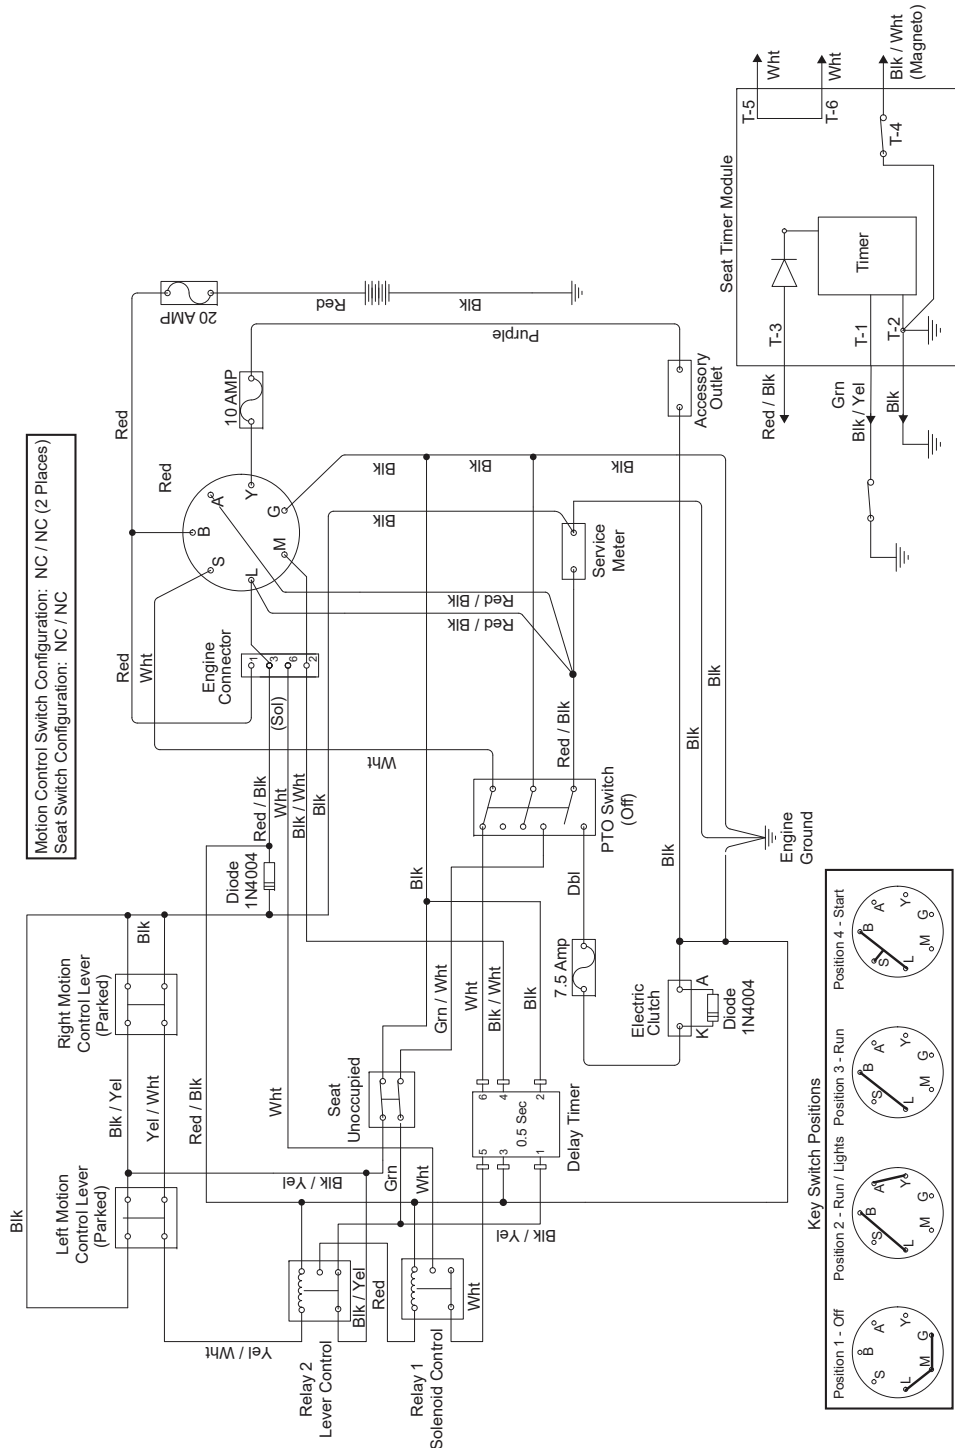 Motion Control Switch Configuration: NC / NC (2 Places)
Seat Switch Configuration: NC / NC
Left Motion
Control Lever
(Parked)
Right Motion
Control Lever
(Parked)
Blk
Blk / Yel
Yel / Wht
Blk
Red / Blk
Yel / Wht
Relay 2
Lever Control
Blk / Yel
Red
Relay 1
Solenoid Control
Wht
Wht
Grn
Blk / Yel
Blk / Yel
Wht
Seat
Unoccupied
Diode
1N4004
Red / Blk
Wht
Blk / Wht
Blk
(Sol)
Engine
Connector
1
3
6
2
Red
Wht
Wht
Red
Red
B
A
Y
G
M
L
S
20 AMP
Red
Blk
10 AMP
Purple
Blk
Blk
Blk
Blk
Red / Blk
Red / Blk
Service
Meter
Accessory
Outlet
Red / Blk
PTO Switch
(Off)
Blk
Grn / Wht
Wht
Blk / Wht
Blk
5
3
1
6
4
2
0.5 Sec
Delay Timer
7.5 Amp
Dbl
Electric
Clutch
K
A
Diode
1N4004
Blk
Blk
Blk
Engine
Ground
Seat Timer Module
T-5
Wht
T-6
Wht
T-4
Blk / Wht
(Magneto)
Timer
T-3
Red / Blk
T-1
Grn
Blk / Yel
T-2
Blk
Key Switch Positions
Position 1 - Off
S
B
A
Y
G
M
L
Position 2 - Run / Lights
S
B
A
Y
G
M
L
Position 3 - Run
S
B
A
Y
G
M
L
Position 4 - Start
S
B
A
Y
G
M
L